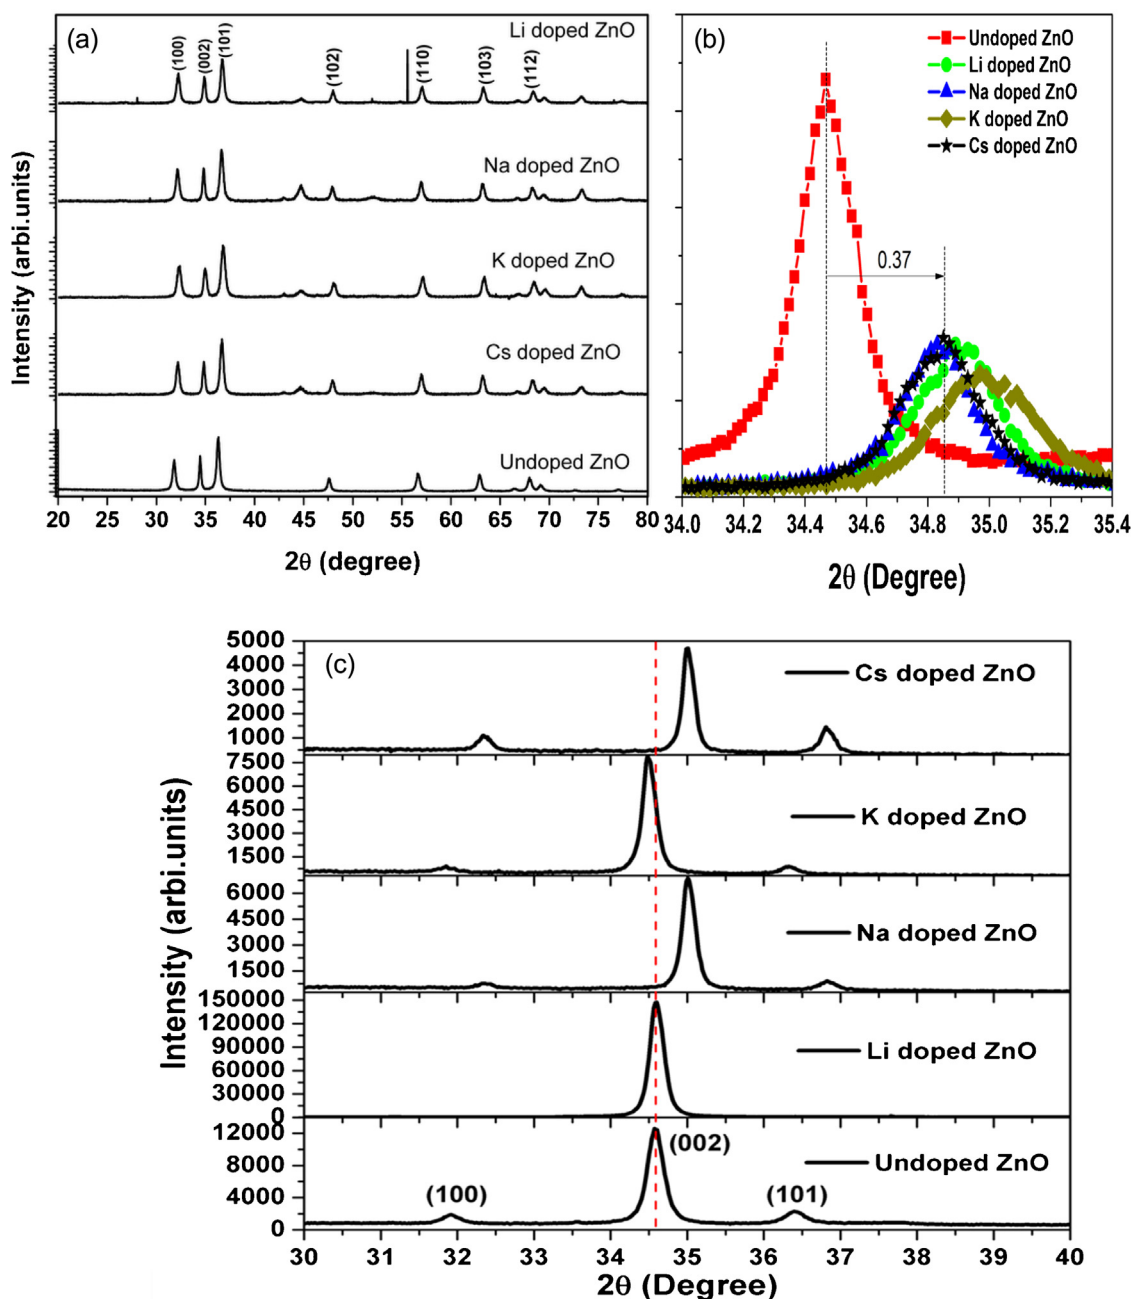 (a)
Li doped ZnO
(100)
(002)
(101)
(102)
(110)
(103)
(112)
Na doped ZnO
K doped ZnO
Cs doped ZnO
Undoped ZnO
Intensity (arbi.units)
20 30 35 45 50 55 60 65 70 75 80
2θ (degree)
(b)
Undoped ZnO
Li doped ZnO
Na doped ZnO
K doped ZnO
Cs doped ZnO
0.37
34.0 34.2 34.4 34.6 34.8 35.0 35.2 35.4
2θ (Degree)
(c)
5000
4000
3000
2000
1000
Cs doped ZnO
7500
6000
4500
3000
1500
K doped ZnO
6000
4500
3000
1500
Na doped ZnO
150000
120000
90000
60000
30000
0
Li doped ZnO
12000
8000
4000
0
(100)
(002)
(101)
Undoped ZnO
Intensity (arbi.units)
30 32 33 34 35 36 37 38 39 40
2θ (Degree)